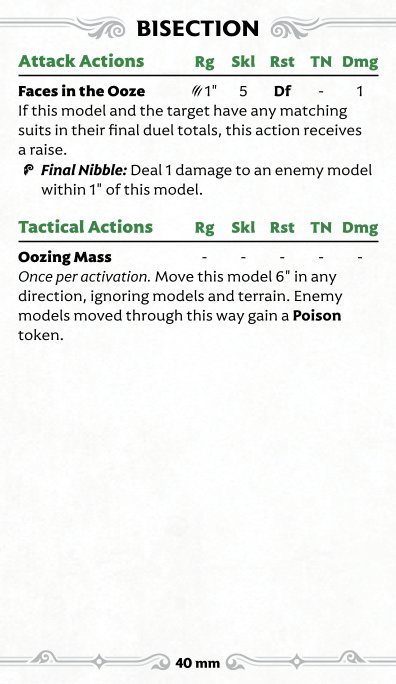 BISECTION
Attack Actions Rg Skl Rst TN Dmg
Faces in the Ooze 1" 5 Df - 1
If this model and the target have any matching
suits in their final duel totals, this action receives
a raise.
Final Nibble: Deal 1 damage to an enemy model
within 1" of this model.
Tactical Actions Rg Skl Rst TN Dmg
Oozing Mass - - - - -
Once per activation. Move this model 6" in any
direction, ignoring models and terrain. Enemy
models moved through this way gain a Poison
token.
40 mm